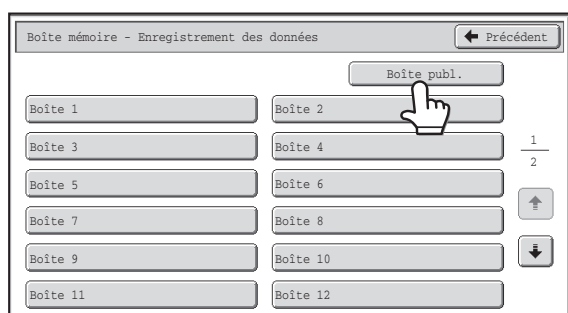 Boîte mémoire - Enregistrement des données
Précédent
Boîte publ.
Boîte 1
Boîte 2
Boîte 3
Boîte 4
Boîte 5
Boîte 6
Boîte 7
Boîte 8
Boîte 9
Boîte 10
Boîte 11
Boîte 12
1
2